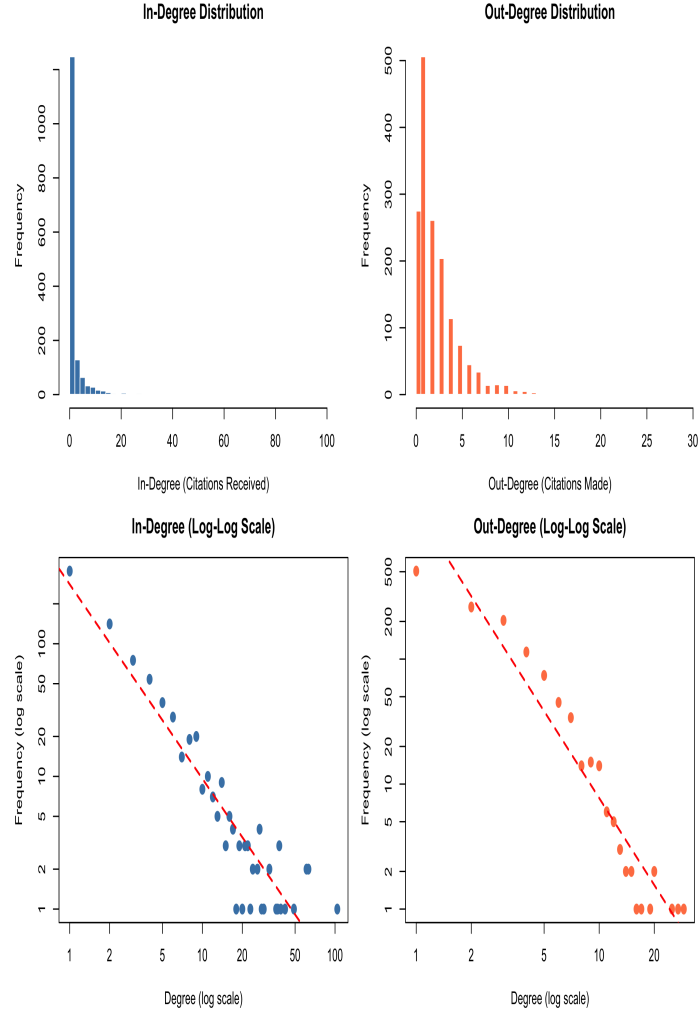 In-Degree Distribution
Frequency
0 200 400 600 800 1000
0 20 40 60 80 100
In-Degree (Citations Received)
Out-Degree Distribution
Frequency
0 100 200 300 400 500
0 5 10 15 20 25 30
Out-Degree (Citations Made)
In-Degree (Log-Log Scale)
Frequency (log scale)
1 2 5 10 20 50 100
1 2 5 10 20 50 100
Degree (log scale)
Out-Degree (Log-Log Scale)
Frequency (log scale)
1 2 5 10 20 50 200 500
1 2 5 10 20
Degree (log scale)